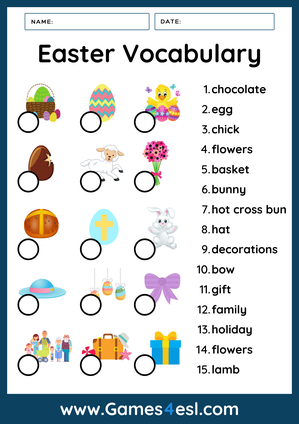 NAME:
DATE:
Easter Vocabulary
1. chocolate
2. egg
3. chick
4. flowers
5. basket
6. bunny
7. hot cross bun
8. hat
9. decorations
10. bow
11. gift
12. family
13. holiday
14. flowers
15. lamb
www.Games4esl.com